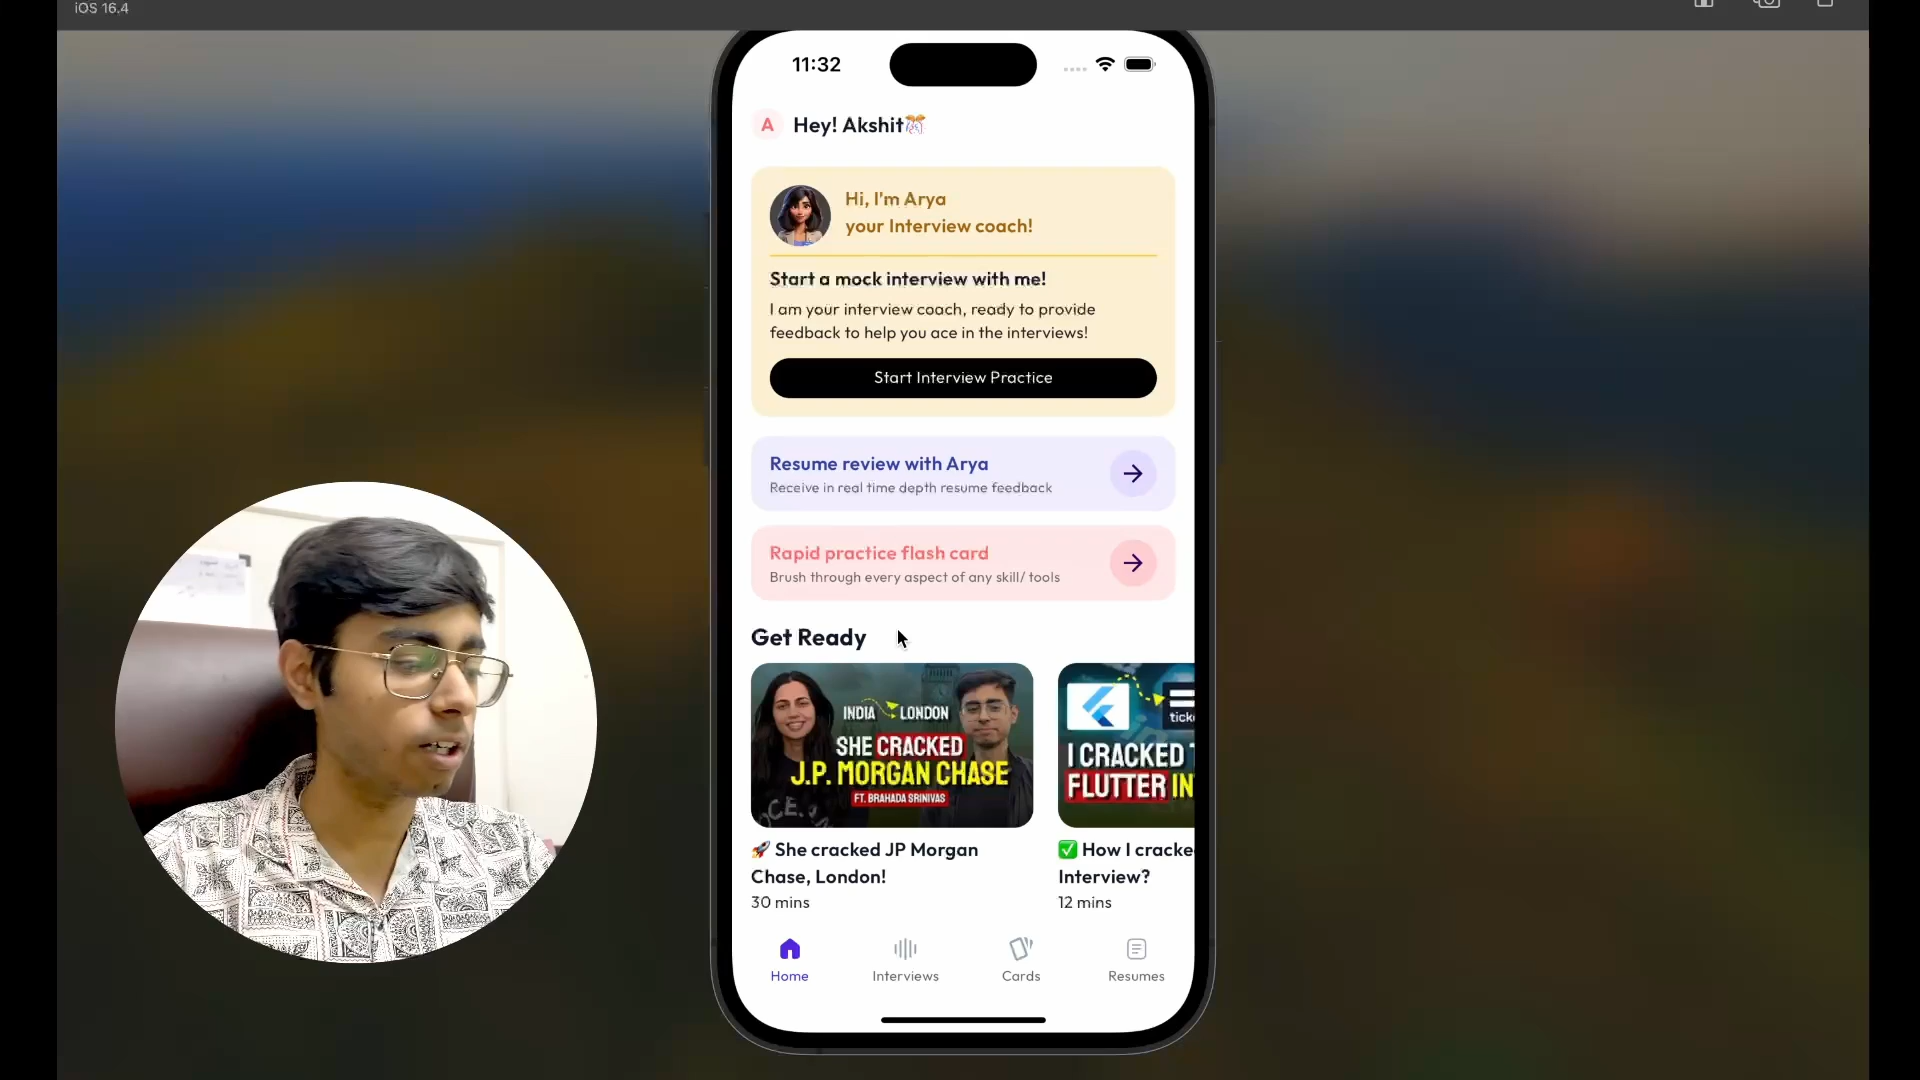 iOS 16.4
11:32
A Hey! Akshit
Hi, I'm Arya
your Interview coach!
Start a mock interview with me!
I am your interview coach, ready to provide
feedback to help you ace in the interviews!
Start Interview Practice
Resume review with Arya
Receive in real time depth resume feedback
Rapid practice flash card
Brush through every aspect of any skill/ tools
Get Ready
INDIA LONDON
SHE CRACKED
J.P. MORGAN CHASE
FT. BRAHADA SRINIVAS
I CRACKED
FLUTTER IN
🚀 She cracked JP Morgan
Chase, London!
30 mins
✅ How I cracke
Interview?
12 mins
Home
Interviews
Cards
Resumes